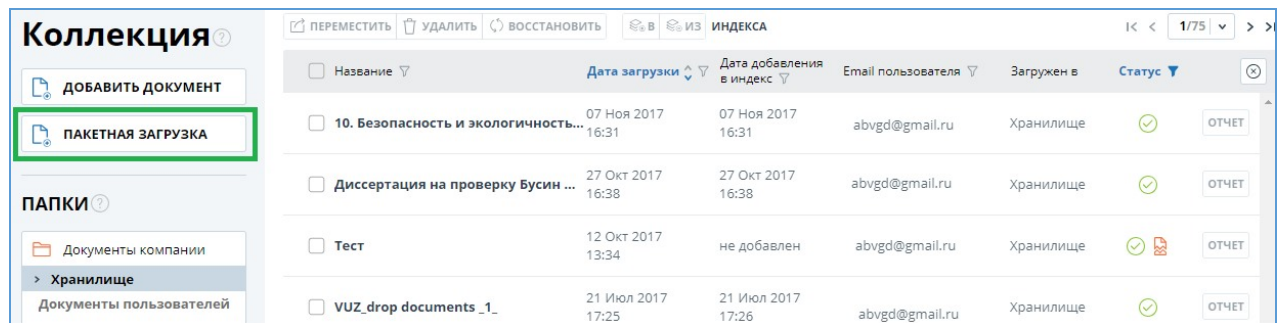 Коллекция
ДОБАВИТЬ ДОКУМЕНТ
ПАКЕТНАЯ ЗАГРУЗКА
ПАПКИ
Документы компании
> Хранилище
Документы пользователей
ПЕРЕМЕСТИТЬ УДАЛИТЬ ВОССТАНОВИТЬ В ИЗ ИНДЕКСА 1/75
Название Дата загрузки Дата добавления в индекс Email пользователя Загружен в Статус
10. Безопасность и экологичность... 07 Ноя 2017 16:31 07 Ноя 2017 16:31 abvgd@gmail.ru Хранилище ОТЧЕТ
Диссертация на проверку Бусин ... 27 Окт 2017 16:38 27 Окт 2017 16:38 abvgd@gmail.ru Хранилище ОТЧЕТ
Тест 12 Окт 2017 13:34 не добавлен abvgd@gmail.ru Хранилище ОТЧЕТ
VUZ_drop documents _1_ 21 Июл 2017 17:25 21 Июл 2017 17:26 abvgd@gmail.ru Хранилище ОТЧЕТ